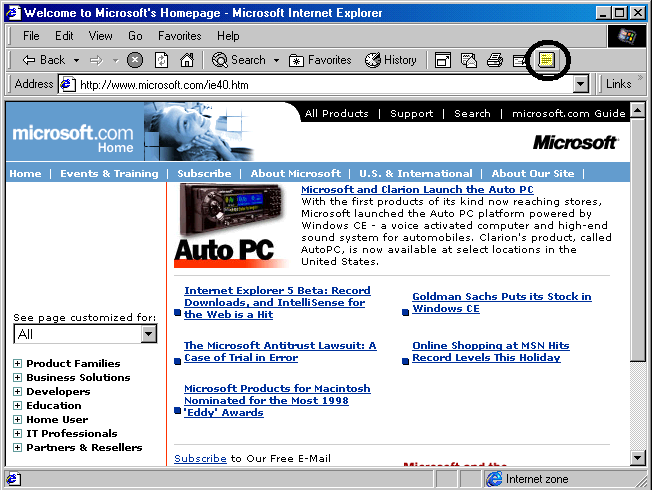 Welcome to Microsoft's Homepage - Microsoft Internet Explorer
File Edit View Go Favorites Help
Back Search Favorites History
Address http://www.microsoft.com/ie40.htm Links »
All Products | Support | Search | microsoft.com Guide
microsoft.com
Home
Microsoft
Home | Events & Training | Subscribe | About Microsoft | U.S. & International | About Our Site |
See page customized for:
All
Product Families
Business Solutions
Developers
Education
Home User
IT Professionals
Partners & Resellers
Auto PC
Microsoft and Clarion Launch the Auto PC
With the first products of its kind now reaching stores,
Microsoft launched the Auto PC platform powered by
Windows CE - a voice activated computer and high-end
sound system for automobiles. Clarion's product, called
AutoPC, is now available at select locations in the
United States.
Internet Explorer 5 Beta: Record
Downloads, and IntelliSense for
the Web is a Hit
Goldman Sachs Puts its Stock in
Windows CE
The Microsoft Antitrust Lawsuit: A
Case of Trial in Error
Online Shopping at MSN Hits
Record Levels This Holiday
Microsoft Products for Macintosh
Nominated for the Most 1998
'Eddy' Awards
Subscribe to Our Free E-Mail
Microsoft and the
Internet zone